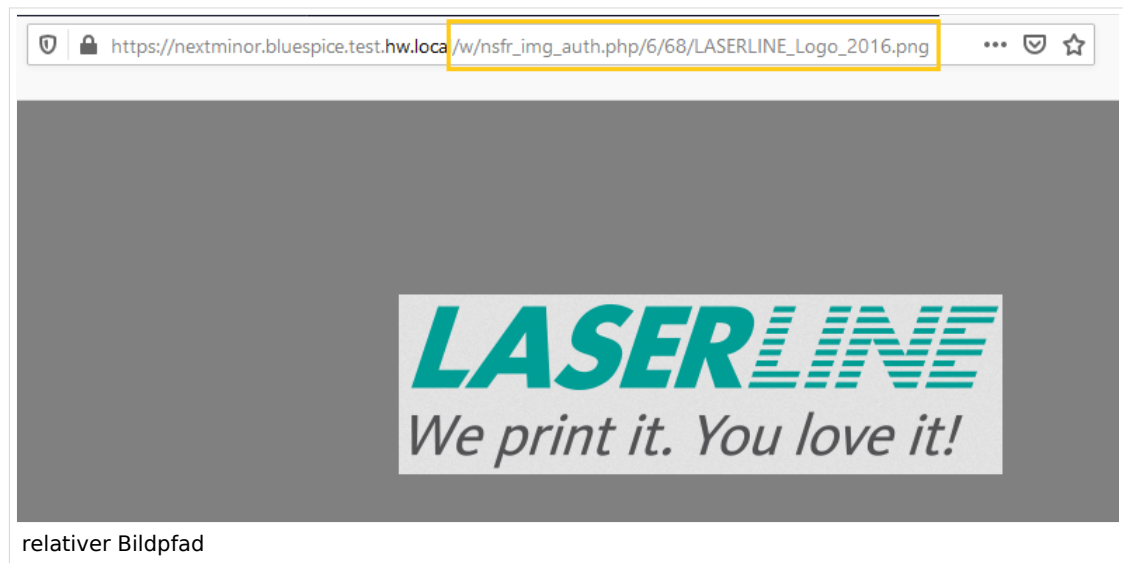 https://nextminor.bluespice.test.hw.loca/w/nsfr_img_auth.php/6/68/LASERLINE_Logo_2016.png
LASERLINE
We print it. You love it!
relativer Bildpfad